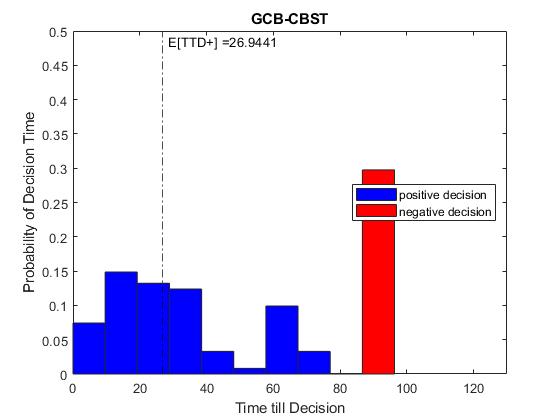 GCB-CBST
E[TTD+] =26.9441
0.5
0.45
0.4
0.35
0.3
0.25
0.2
0.15
0.1
0.05
0
Probability of Decision Time
positive decision
negative decision
0 20 40 60 80 100 120
Time till Decision